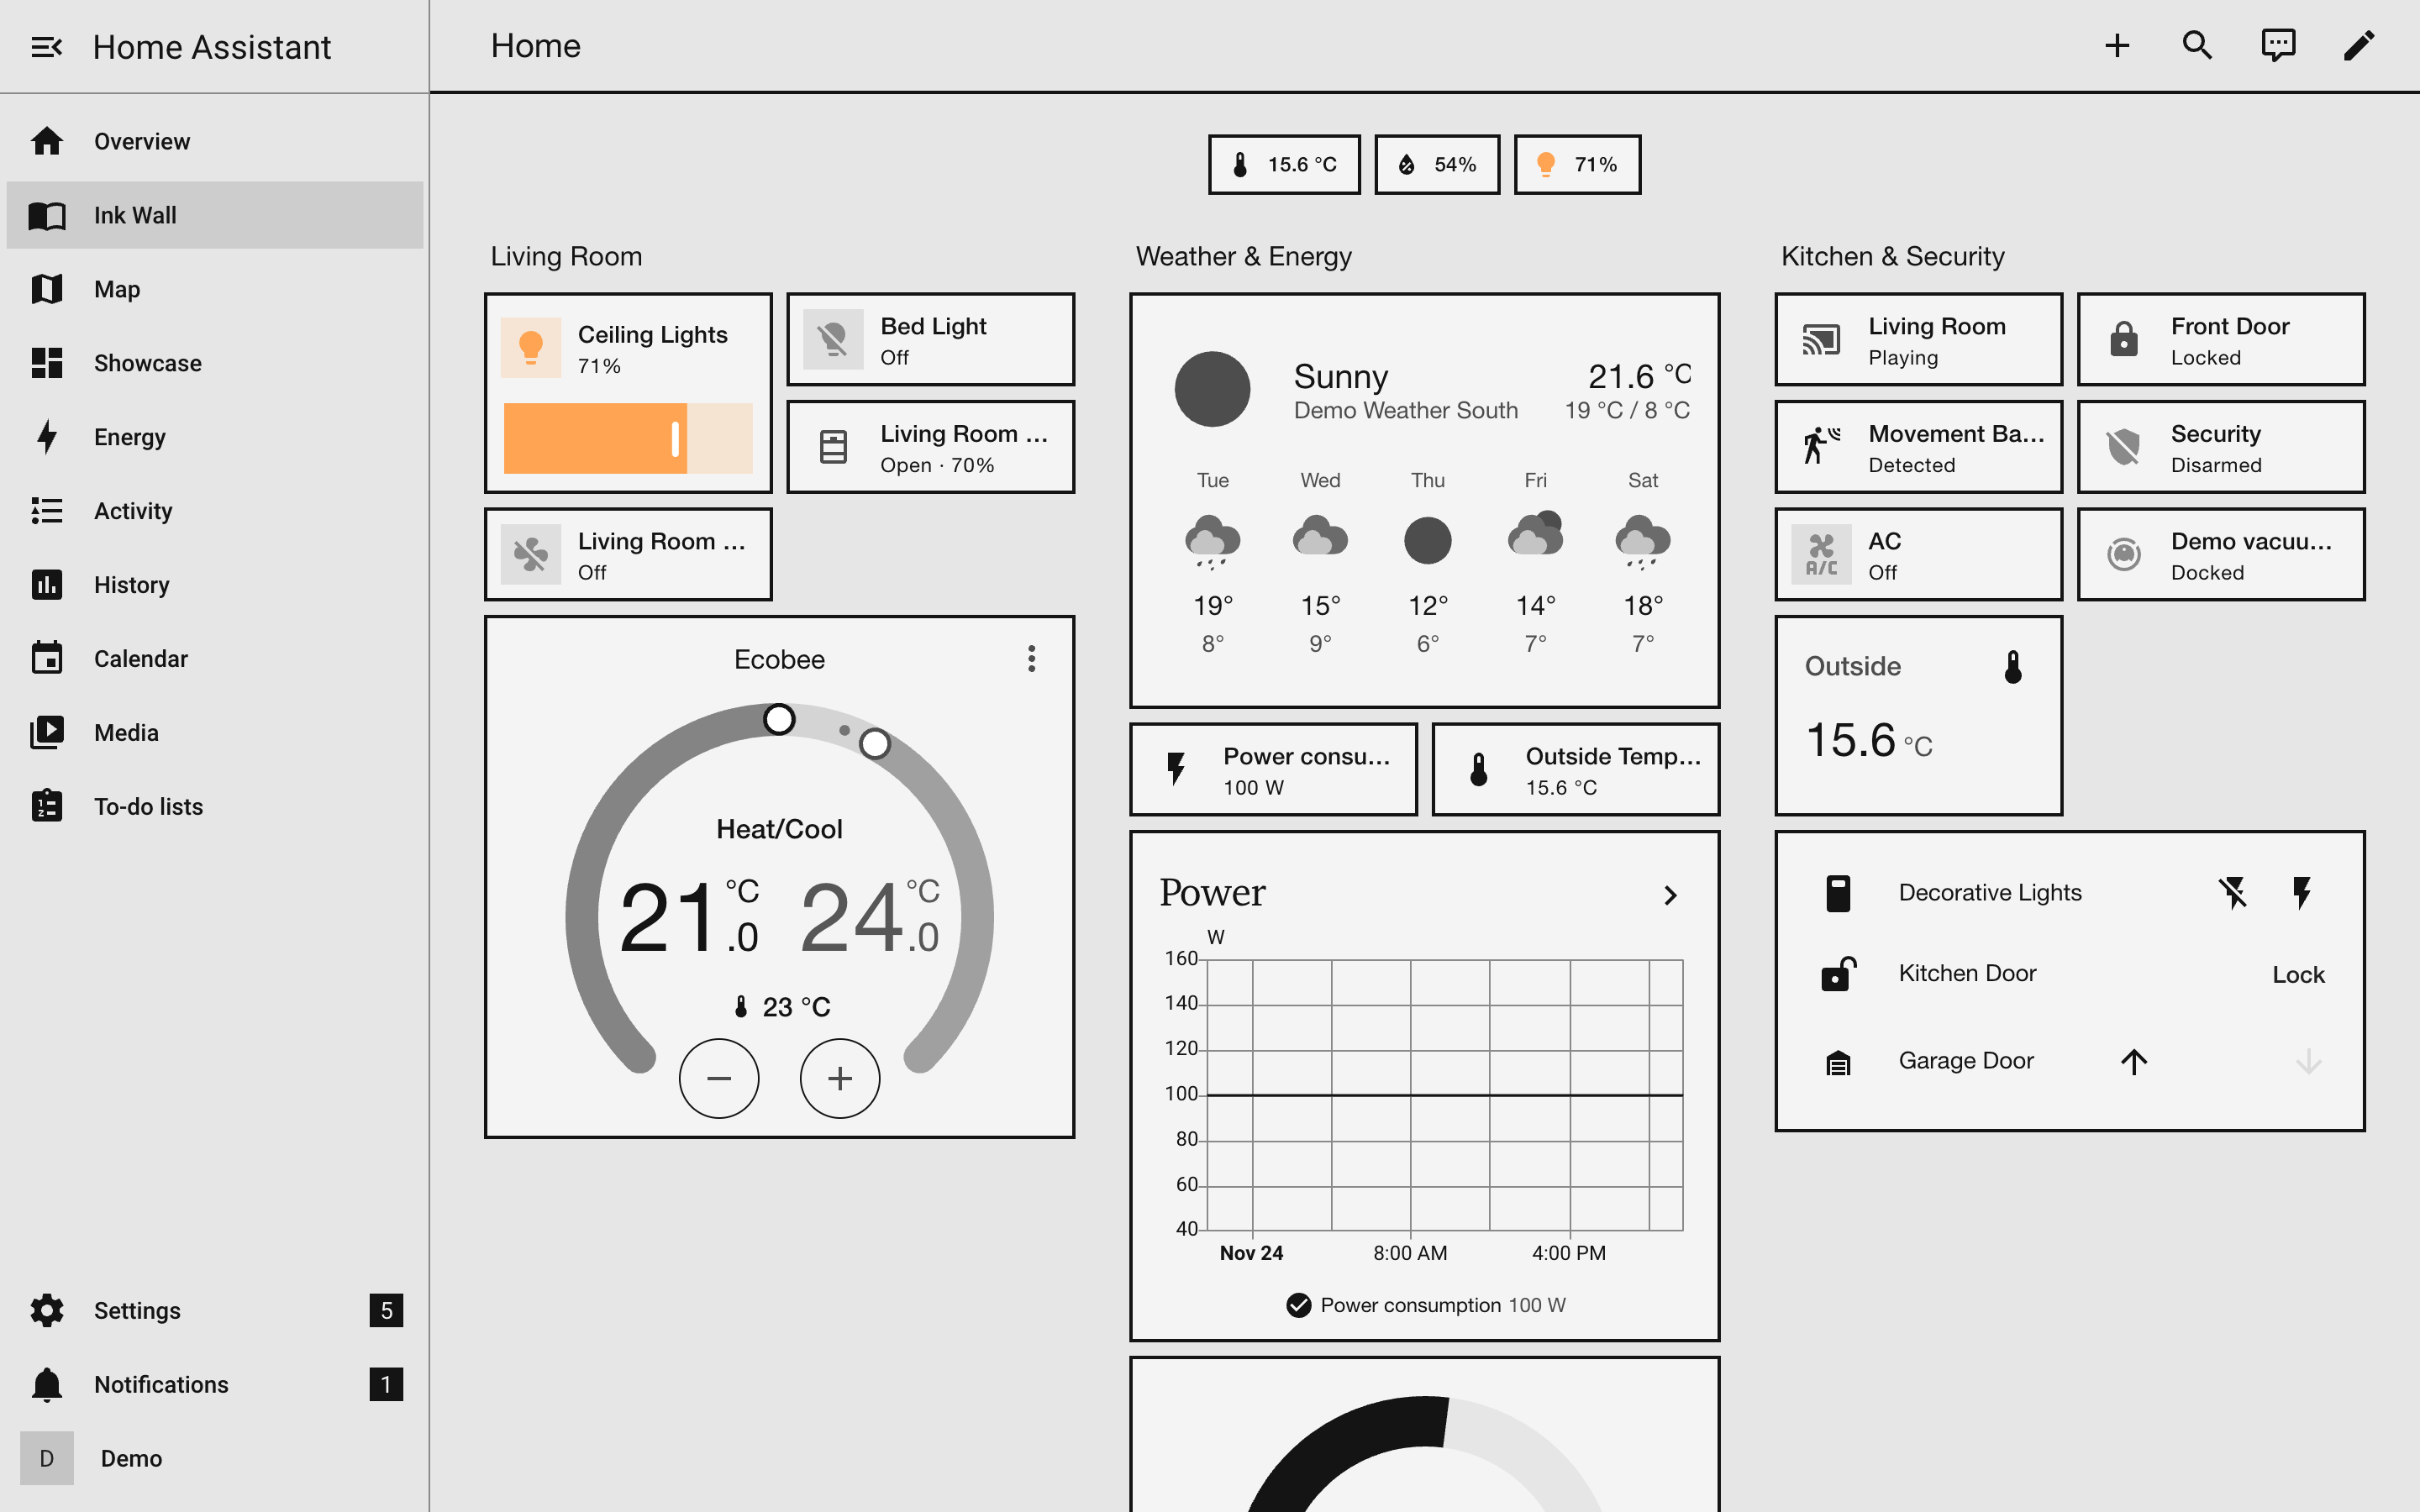 Home Assistant
Home
Overview
Ink Wall
Map
Showcase
Energy
Activity
History
Calendar
Media
To-do lists
Settings
5
Notifications
1
D
Demo
15.6 °C
54%
71%
Living Room
Ceiling Lights
71%
Bed Light
Off
Living Room ...
Open · 70%
Living Room ...
Off
Ecobee
Heat/Cool
21.0 °C
24.0 °C
23 °C
Weather & Energy
Sunny
21.6 °C
Demo Weather South
19 °C / 8 °C
Tue Wed Thu Fri Sat
19° 15° 12° 14° 18°
8° 9° 6° 7° 7°
Power consu...
100 W
Outside Temp...
15.6 °C
Power
W
160
140
120
100
80
60
40
Nov 24 8:00 AM 4:00 PM
Power consumption 100 W
Kitchen & Security
Living Room
Playing
Front Door
Locked
Movement Ba...
Detected
Security
Disarmed
A/C
AC
Off
Demo vacuu...
Docked
Outside
15.6 °C
Decorative Lights
Kitchen Door
Lock
Garage Door